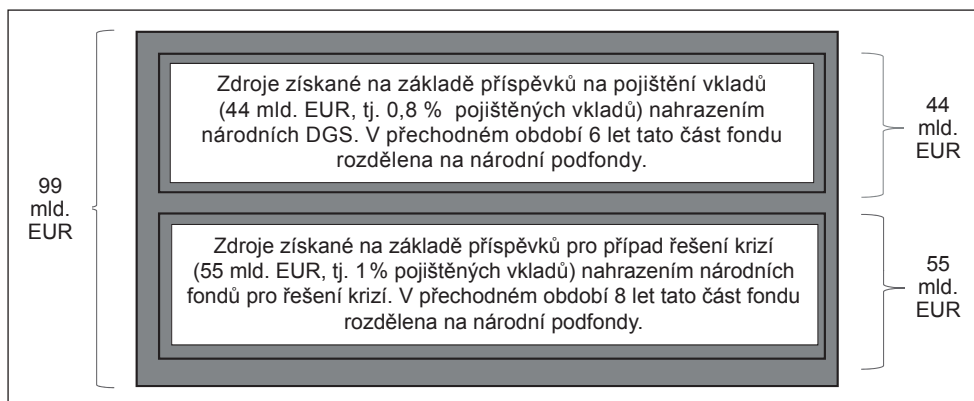 99
mld.
EUR
Zdroje získané na základě příspěvků na pojištění vkladů
(44 mld. EUR, tj. 0,8 % pojištěných vkladů) nahrazením
národních DGS. V přechodném období 6 let tato část fondu
rozdělena na národní podfondy.
44
mld.
EUR
Zdroje získané na základě příspěvků pro případ řešení krizí
(55 mld. EUR, tj. 1 % pojištěných vkladů) nahrazením národních
fondů pro řešení krizí. V přechodném období 8 let tato část fondu
rozdělena na národní podfondy.
55
mld.
EUR